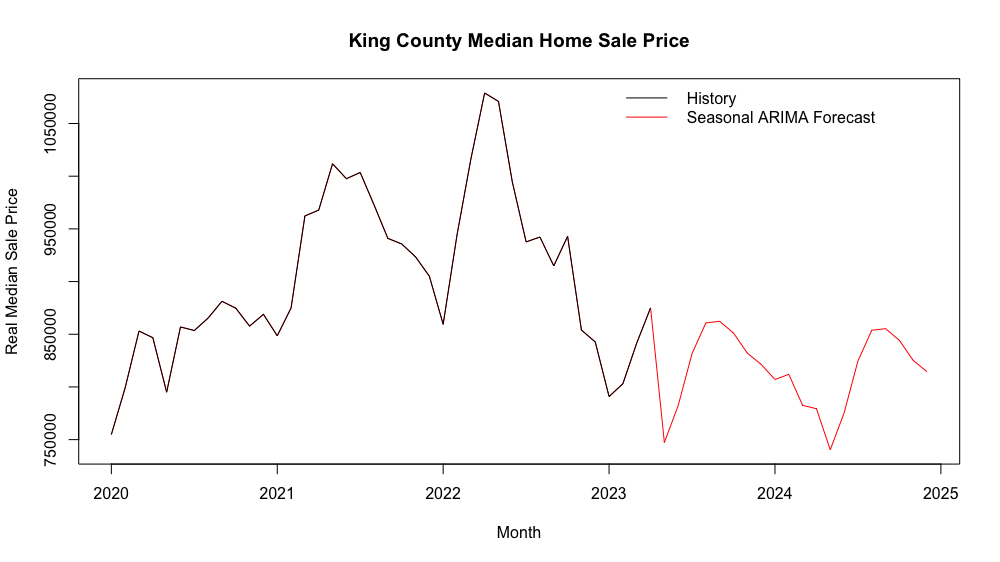 King County Median Home Sale Price
History
Seasonal ARIMA Forecast
Real Median Sale Price
1050000
950000
850000
750000
2020 2021 2022 2023 2024 2025
Month